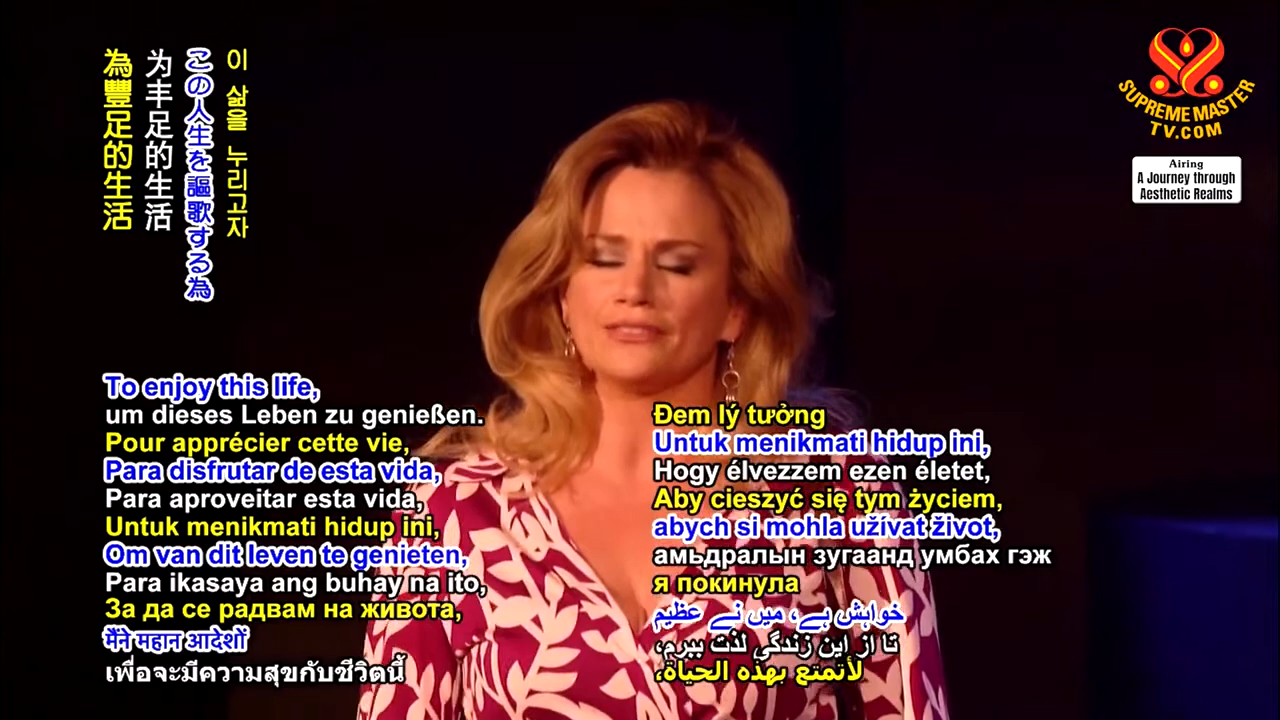 為豐足的生活
为丰足的生活
この人生を謳歌する為
이 삶을 누리고자
SUPREME MASTER
TV.COM
Airing
A Journey through
Aesthetic Realms
To enjoy this life,
um dieses Leben zu genießen.
Pour apprécier cette vie,
Para disfrutar de esta vida,
Para aproveitar esta vida,
Untuk menikmati hidup ini,
Om van dit leven te genieten,
Para ikasaya ang buhay na ito,
За да се радвам на живота,
मैंने महान आदेशों
เพื่อจะมีความสุขกับชีวิตนี้
Đem lý tưởng
Untuk menikmati hidup ini,
Hogy élvezzem ezen életet,
Aby cieszyć się tym życiem,
abych si mohla užívat život,
амьдралын зугаанд умбах гэж
я покинула
خواہش ہے، میں نے عظیم
تا از این زندگی لذت ببرم،
لأتمتع بهذه الحياة،